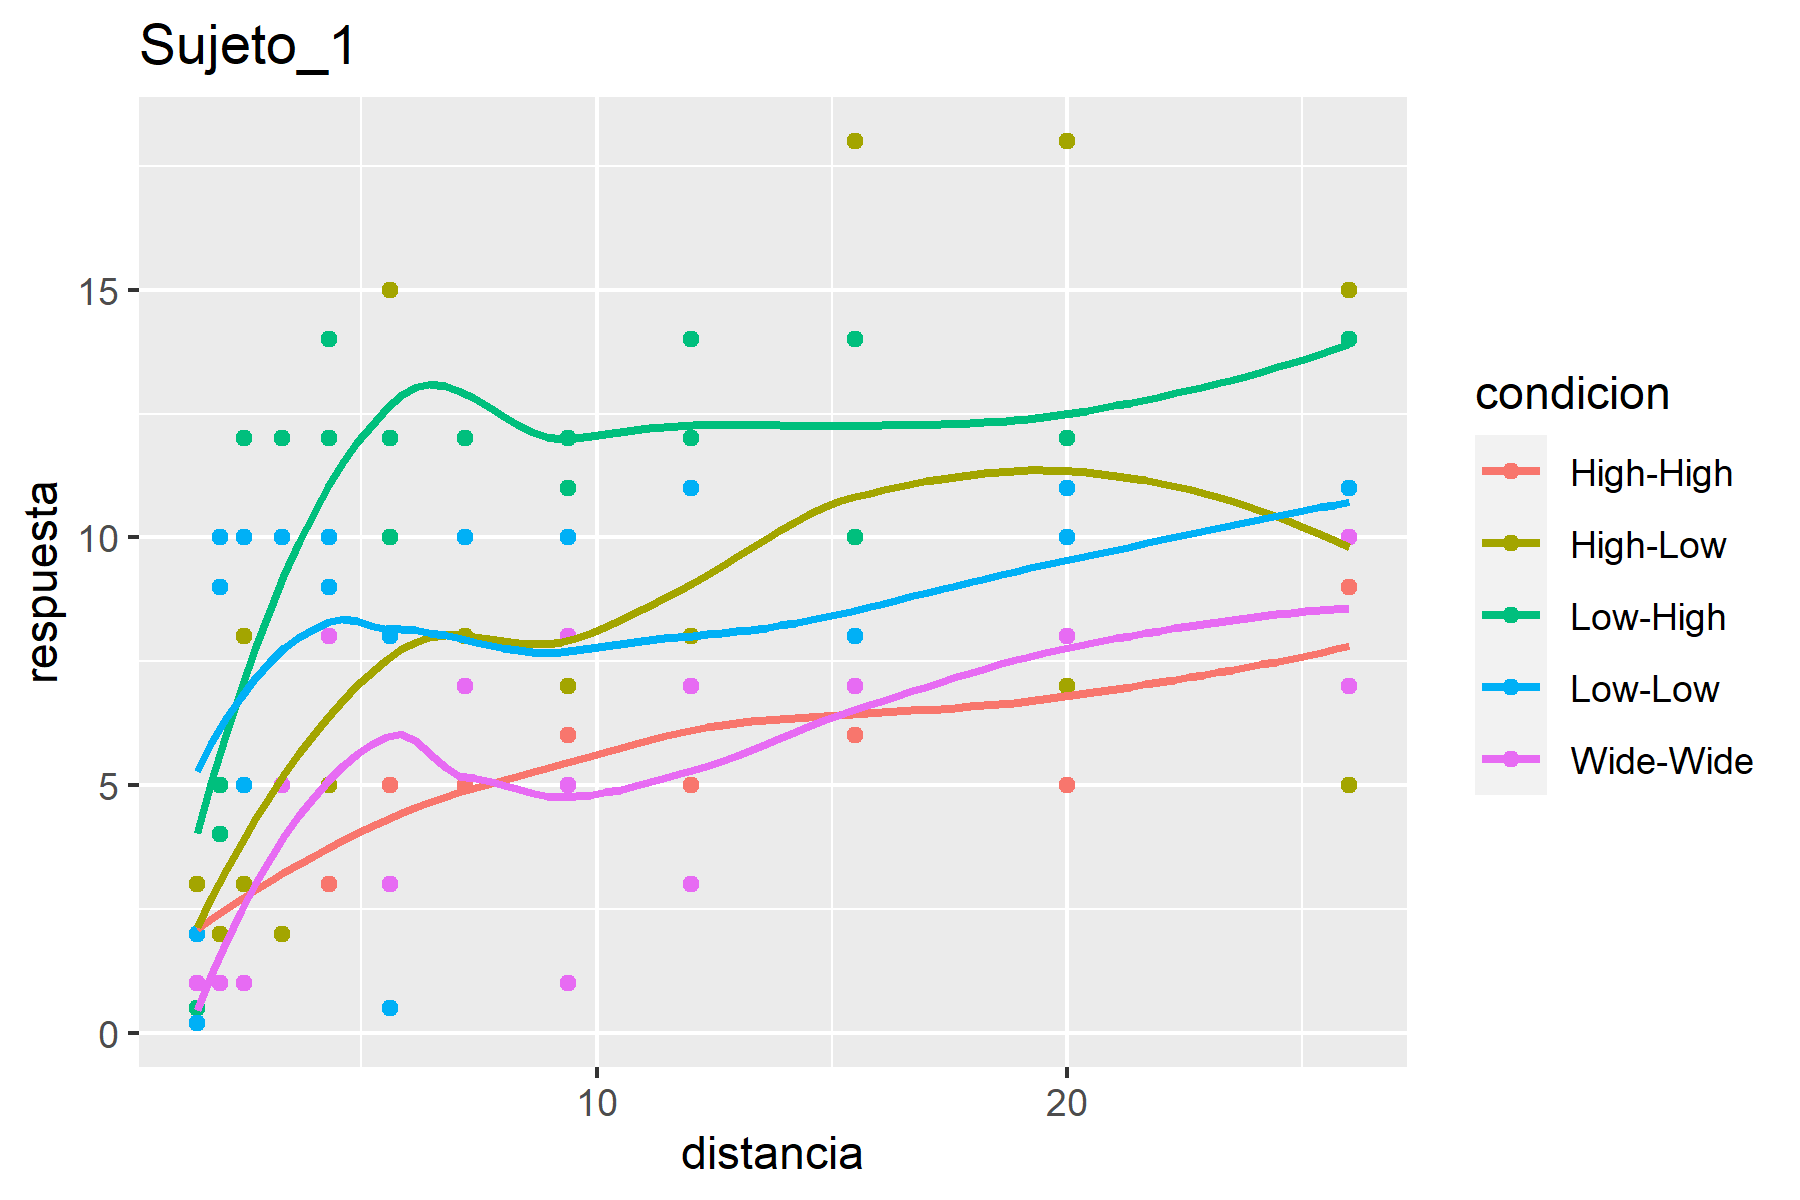 Sujeto_1
respuesta
15
10
5
0
10
20
distancia
condicion
High-High
High-Low
Low-High
Low-Low
Wide-Wide